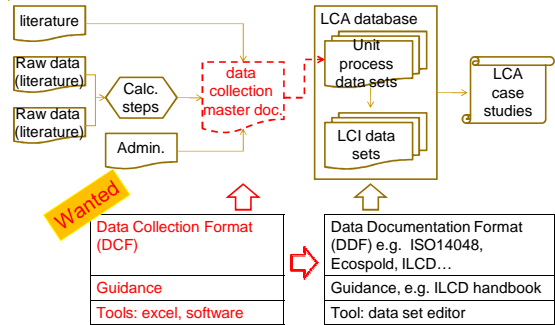 literature
Raw data
(literature)
Raw data
(literature)
Calc.
steps
Admin.
data
collection
master doc.
LCA database
Unit
process
data sets
LCI data
sets
LCA
case
studies
Wanted
Data Collection Format
(DCF)
Guidance
Tools: excel, software
Data Documentation Format
(DDF) e.g. ISO14048,
Ecospold, ILCD…
Guidance, e.g. ILCD handbook
Tool: data set editor